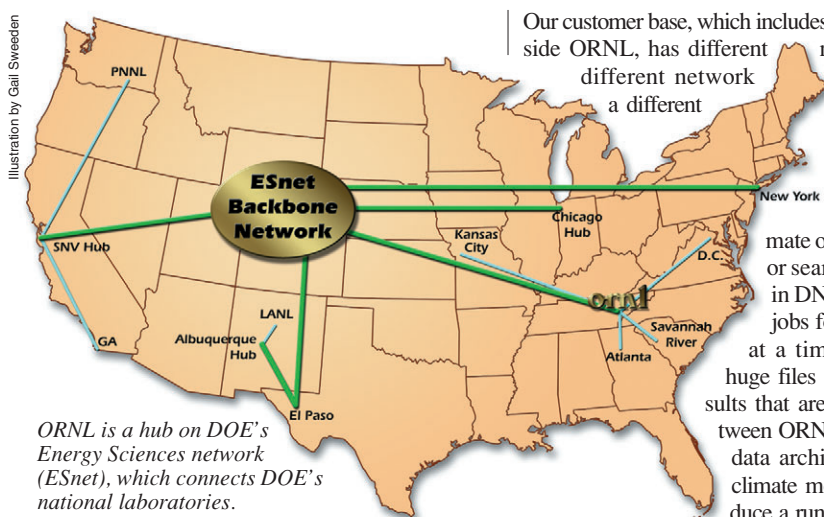 Illustration by Gail Sweeden
Our customer base, which includes
side ORNL, has different
different network
a different
PNNL
ESnet
Backbone
Network
New York
Chicago
Hub
Kansas
City
SNV Hub
D.C.
mate o
or sear
in DN
jobs fo
at a tim
huge files
sults that are
tween ORN
data archi
climate m
duce a run
ornl
Savannah
River
Atlanta
LANL
Albuquerque
Hub
GA
El Paso
ORNL is a hub on DOE's
Energy Sciences network
(ESnet), which connects DOE's
national laboratories.